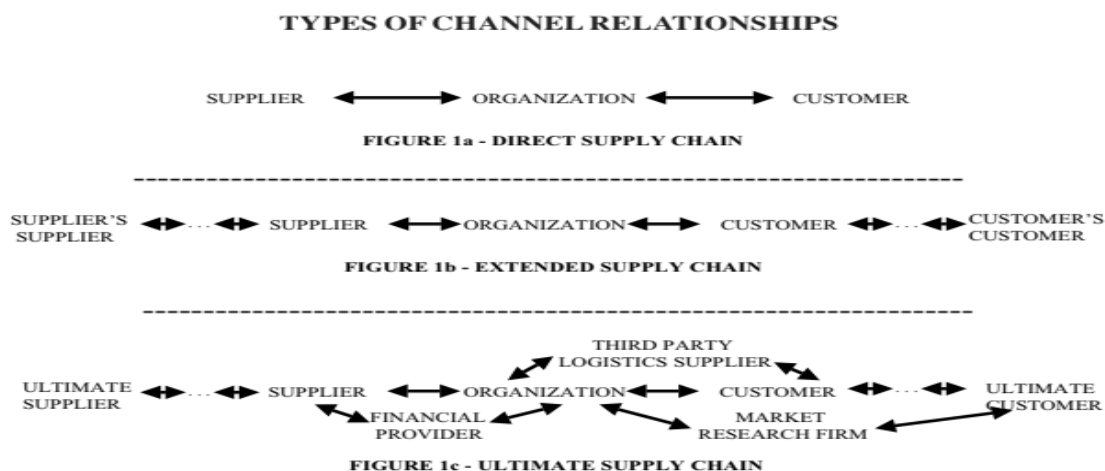 TYPES OF CHANNEL RELATIONSHIPS
SUPPLIER ORGANIZATION CUSTOMER
FIGURE 1a - DIRECT SUPPLY CHAIN
SUPPLIER'S
SUPPLIER
... SUPPLIER ORGANIZATION CUSTOMER ...
CUSTOMER'S
CUSTOMER
FIGURE 1b - EXTENDED SUPPLY CHAIN
THIRD PARTY
LOGISTICS SUPPLIER
ULTIMATE
SUPPLIER
... SUPPLIER ORGANIZATION CUSTOMER ...
ULTIMATE
CUSTOMER
FINANCIAL
PROVIDER
MARKET
RESEARCH FIRM
FIGURE 1c - ULTIMATE SUPPLY CHAIN